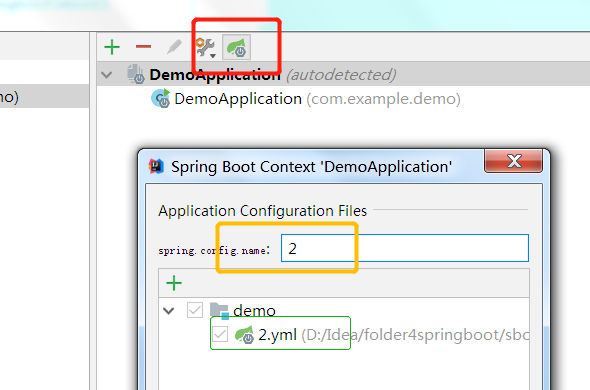 DemoApplication (autodetected)
no)
DemoApplication (com.example.demo)
Spring Boot Context 'DemoApplication'
Application Configuration Files
spring.config.name: 2
demo
2.yml (D:/Idea/folder4springboot/sbc